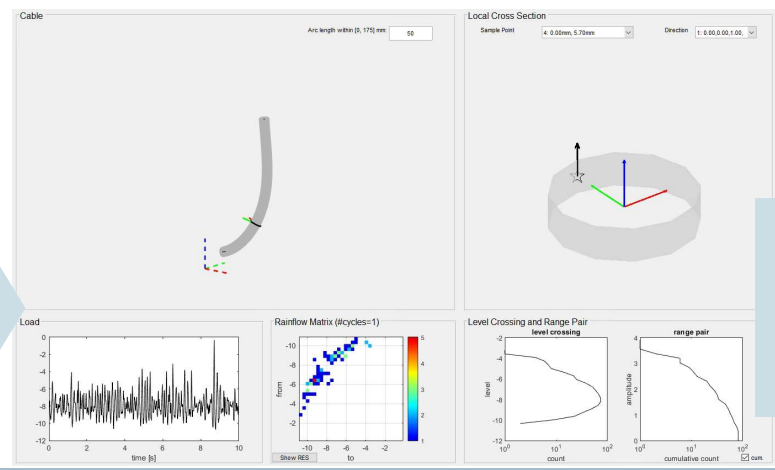 Cable
Arc length within [0, 175] mm: 50
Local Cross Section
Sample Point 4: 0.00mm, 5.70mm Direction 1: 0.00,0.00,1.00,
Load
0
-2
-4
-6
-8
-10
-12
0 2 4 6 8 10
time [s]
Rainflow Matrix (#cycles=1)
from
-10
-8
-6
-4
-2
-10 -8 -6 -4 -2
to
5
4
3
2
1
Show RES
Level Crossing and Range Pair
level crossing
level
-2
-4
-6
-8
-10
-12
10^0 10^1 10^2
count
range pair
amplitude
4
3
2
1
0
10^0 10^1 10^2
cumulative count
cum.